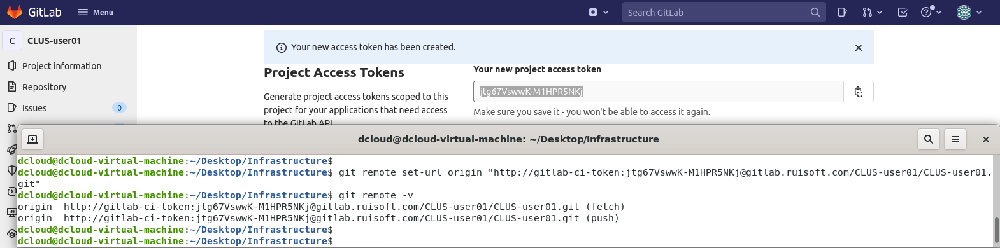 GitLab Menu Search GitLab
C CLUS-user01
Your new access token has been created.
Project information
Project Access Tokens
Your new project access token
Repository
jtg67VswwK-M1HPR5NKj
Generate project access tokens scoped to this
Issues 0
project for your applications that need access
Make sure you save it - you won't be able to access it again.
to the GitLab API.
dcloud@dcloud-virtual-machine: ~/Desktop/Infrastructure
dcloud@dcloud-virtual-machine:~/Desktop/Infrastructure$
dcloud@dcloud-virtual-machine:~/Desktop/Infrastructure$ git remote set-url origin "http://gitlab-ci-token:jtg67VswwK-M1HPR5NKj@gitlab.ruisoft.com/CLUS-user01/CLUS-user01.
git"
dcloud@dcloud-virtual-machine:~/Desktop/Infrastructure$ git remote -v
origin  http://gitlab-ci-token:jtg67VswwK-M1HPR5NKj@gitlab.ruisoft.com/CLUS-user01/CLUS-user01.git (fetch)
origin  http://gitlab-ci-token:jtg67VswwK-M1HPR5NKj@gitlab.ruisoft.com/CLUS-user01/CLUS-user01.git (push)
dcloud@dcloud-virtual-machine:~/Desktop/Infrastructure$
dcloud@dcloud-virtual-machine:~/Desktop/Infrastructure$